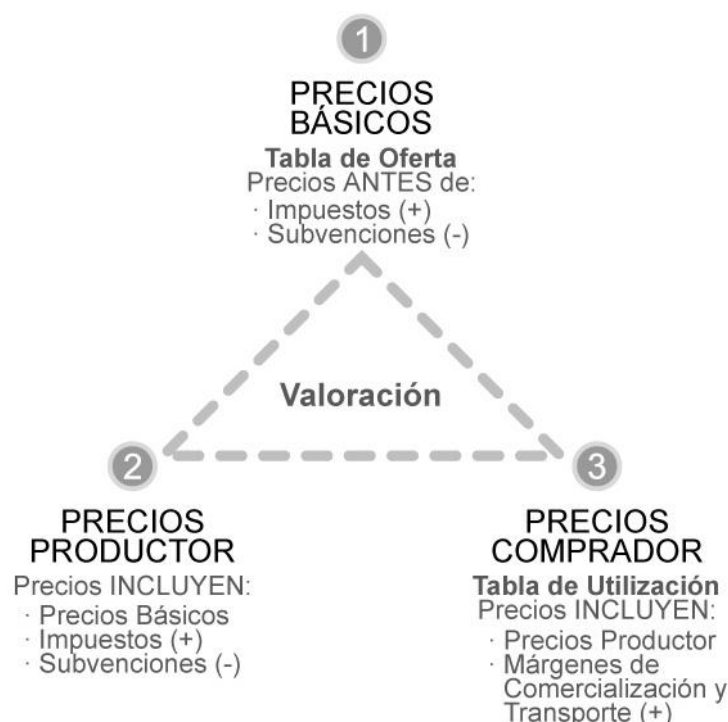 1
PRECIOS
BÁSICOS
Tabla de Oferta
Precios ANTES de:
· Impuestos (+)
· Subvenciones (-)
Valoración
2
PRECIOS
PRODUCTOR
Precios INCLUYEN:
· Precios Básicos
· Impuestos (+)
· Subvenciones (-)
3
PRECIOS
COMPRADOR
Tabla de Utilización
Precios INCLUYEN:
· Precios Productor
· Márgenes de
Comercialización y
Transporte (+)